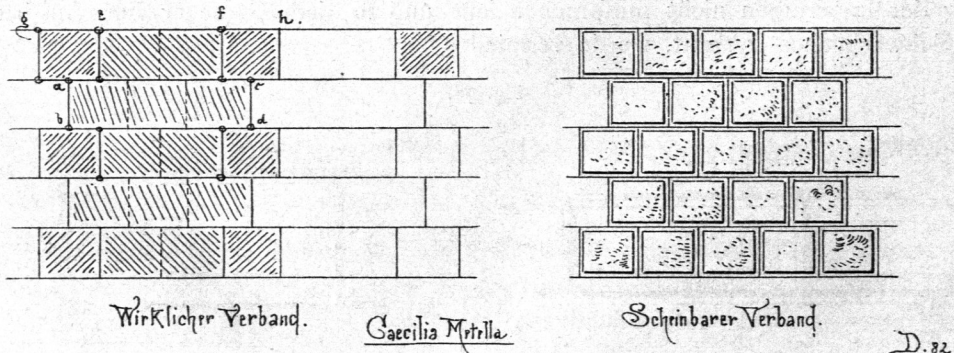 g e f h
a c
b d
Wirklicher Verband. Scheinbarer Verband.
Caecilia Metella
D. 82